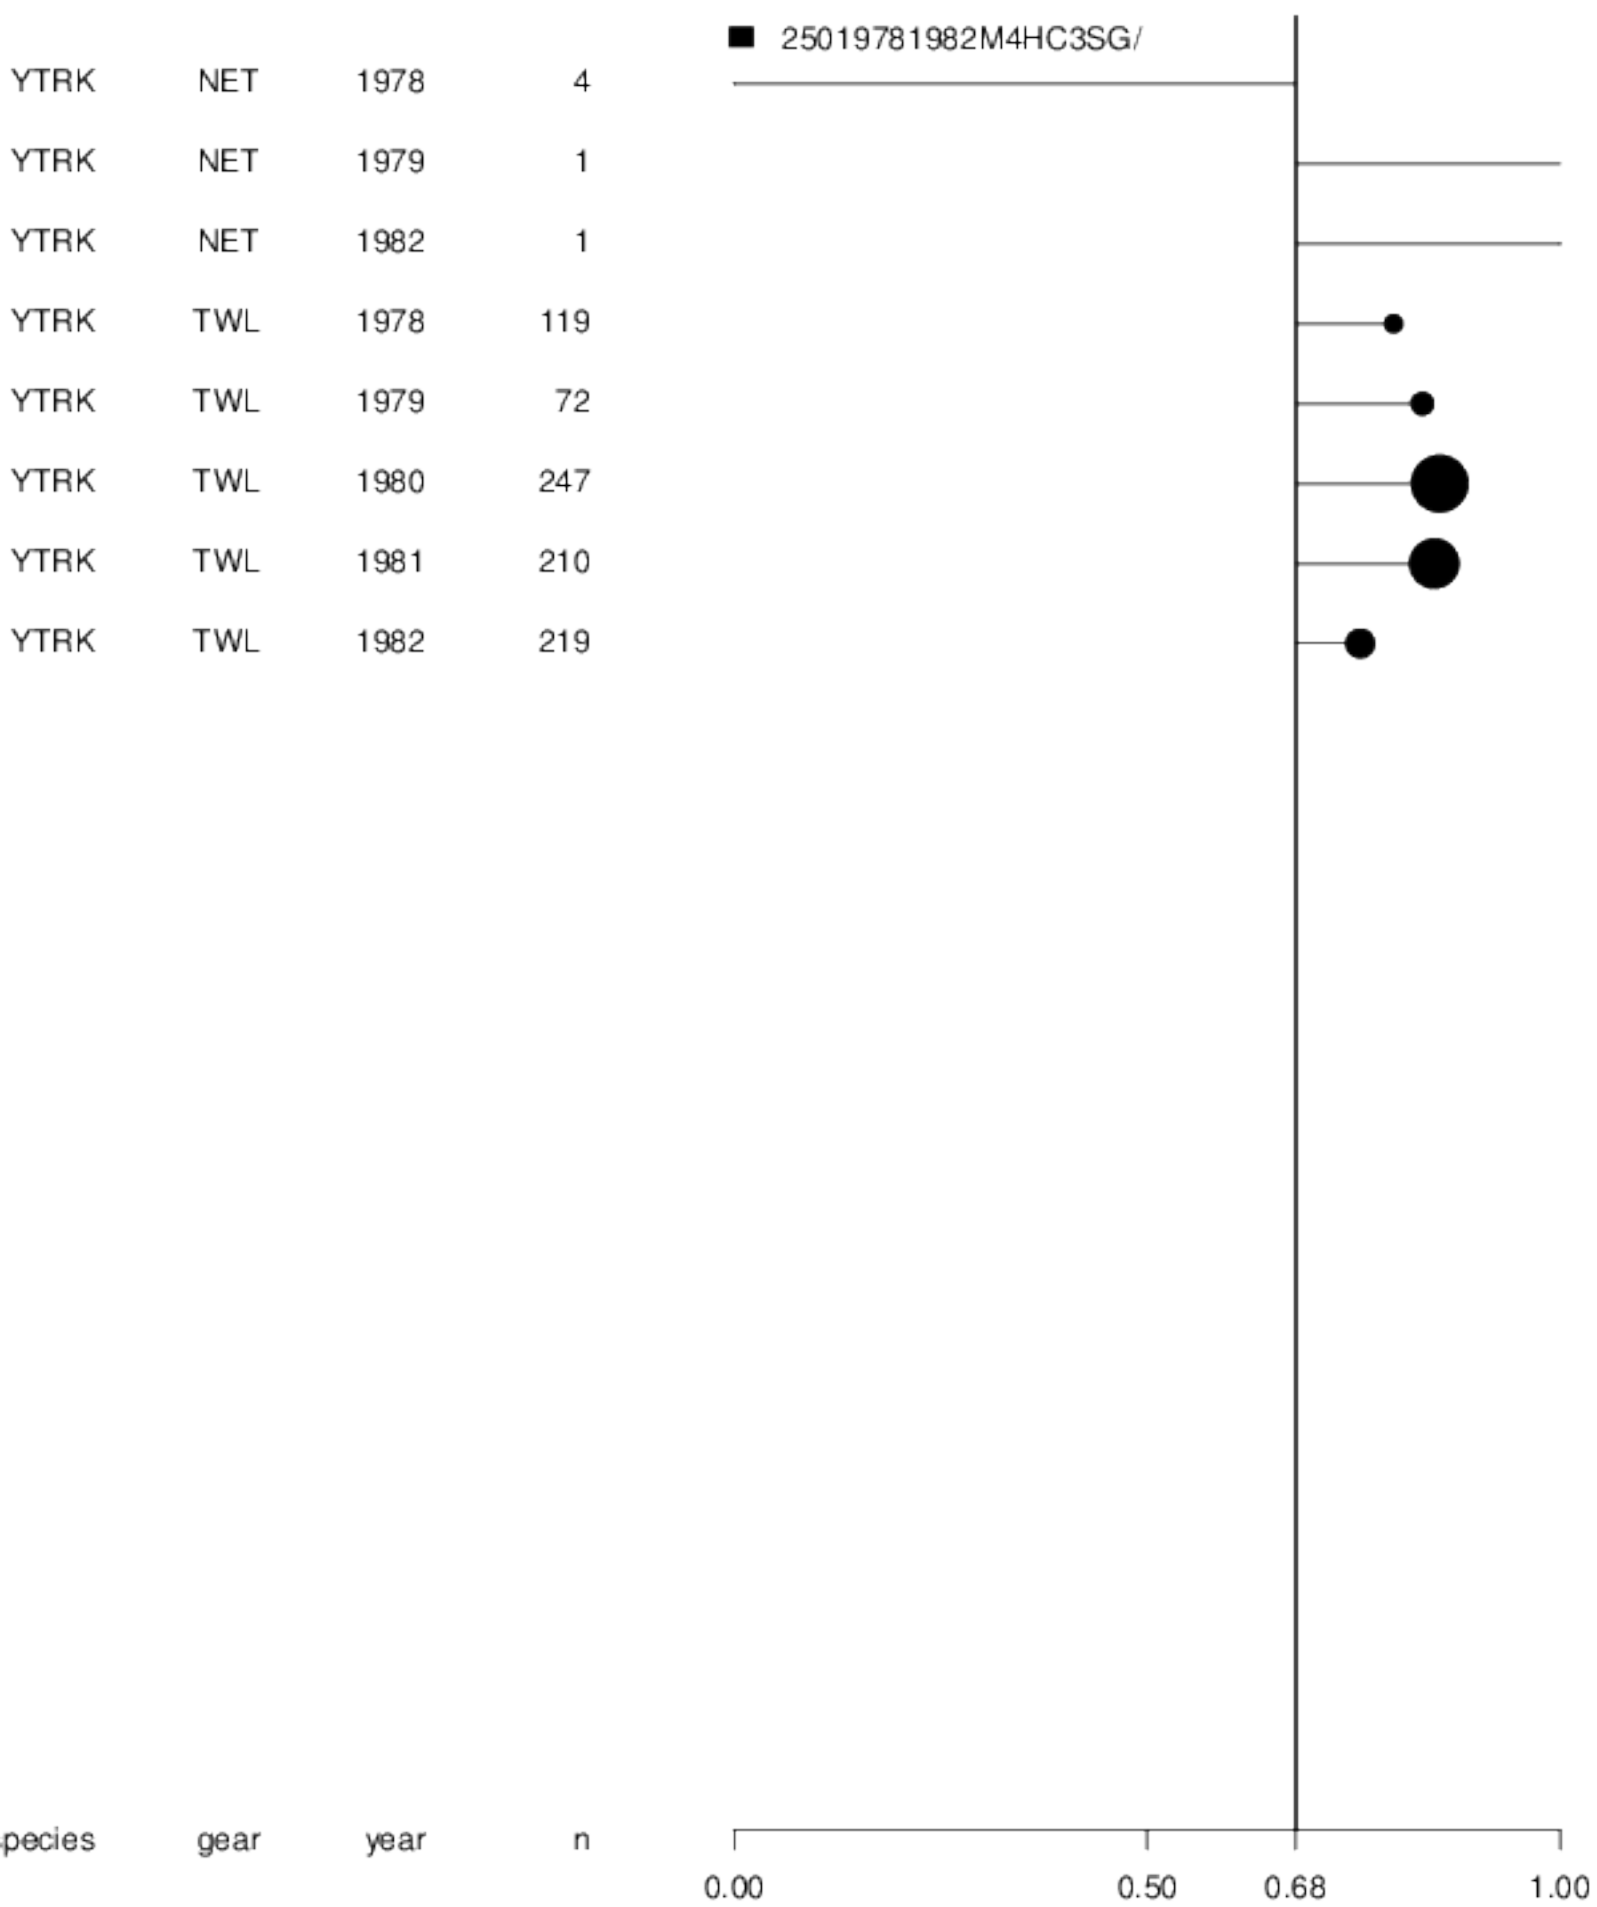 25019781982M4HC3SG/
YTRK NET 1978 4
YTRK NET 1979 1
YTRK NET 1982 1
YTRK TWL 1978 119
YTRK TWL 1979 72
YTRK TWL 1980 247
YTRK TWL 1981 210
YTRK TWL 1982 219
pecies gear year n
0.00 0.50 0.68 1.00